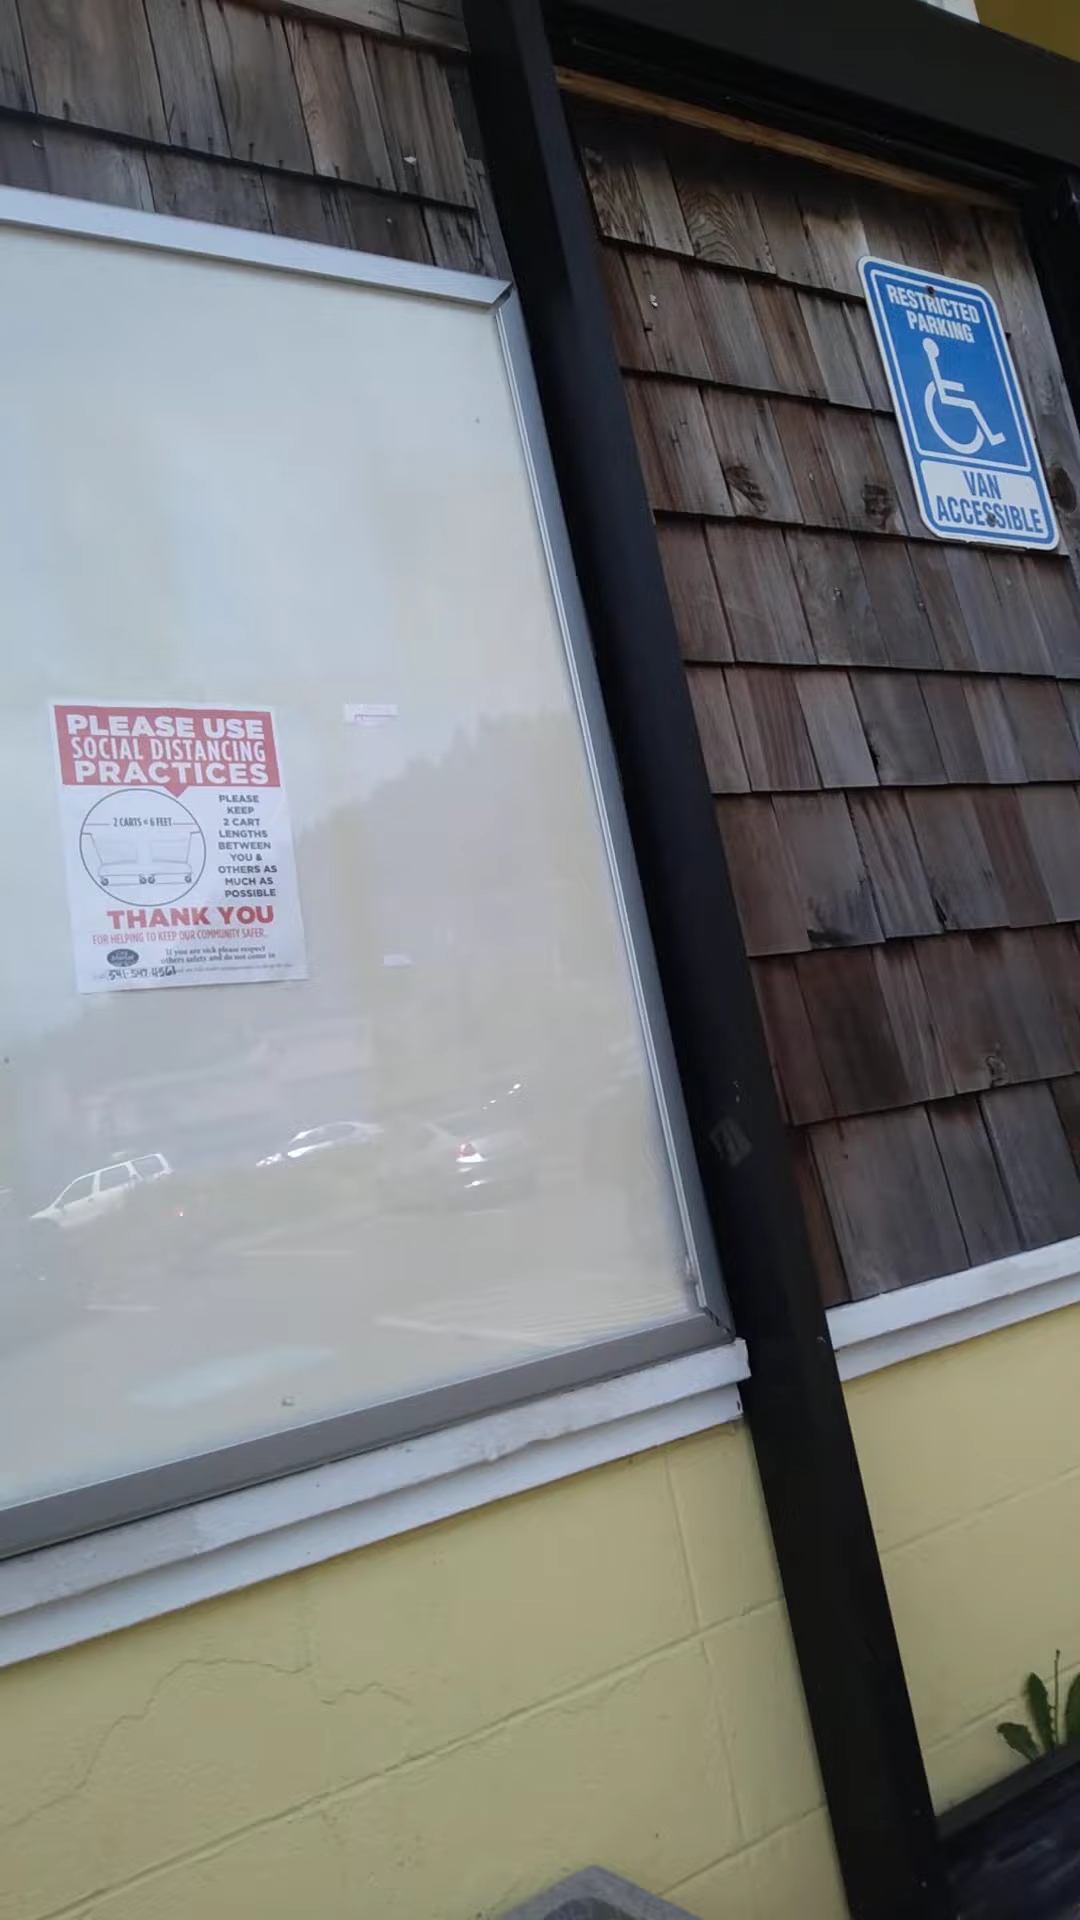 PLEASE USE
SOCIAL DISTANCING
PRACTICES
2 CARTS = 6 FEET
PLEASE
KEEP
2 CART
LENGTHS
BETWEEN
YOU &
OTHERS AS
MUCH AS
POSSIBLE
THANK YOU
FOR HELPING TO KEEP OUR COMMUNITY SAFER.
If you are sick please respect
others safety and do not come in
541-547-4561
RESTRICTED
PARKING
VAN
ACCESSIBLE